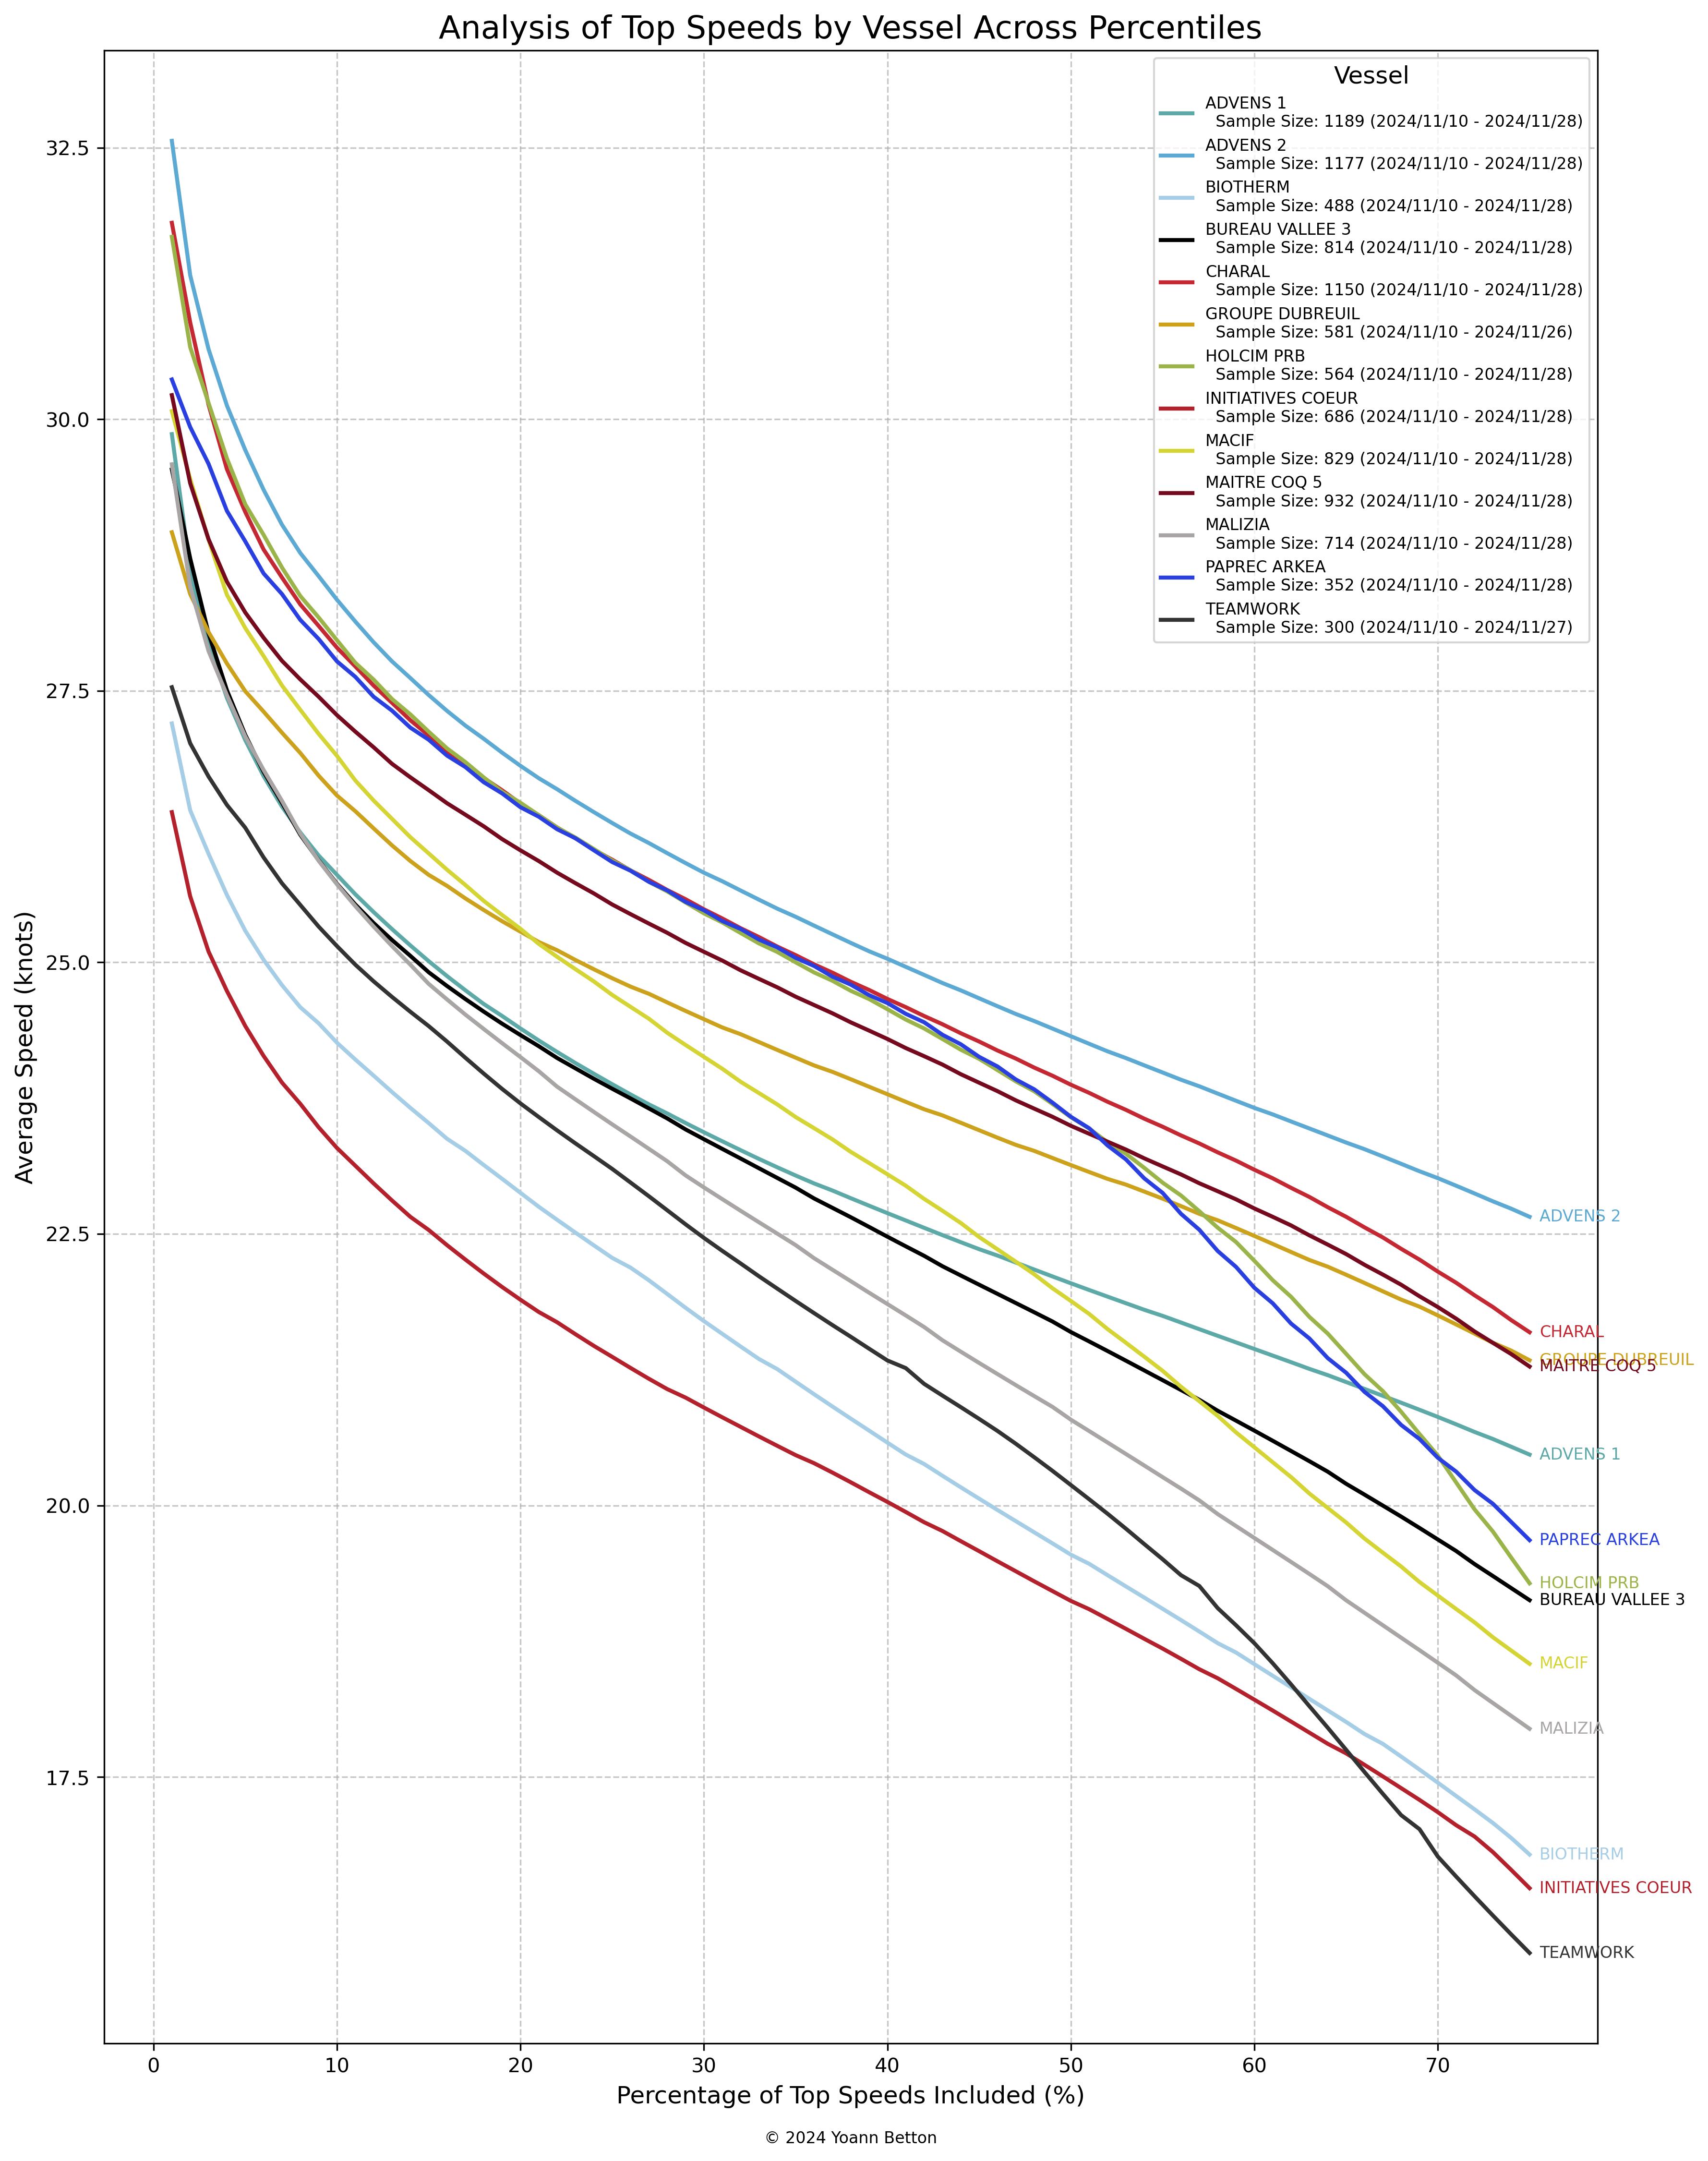 Analysis of Top Speeds by Vessel Across Percentiles
Vessel
ADVENS 1
Sample Size: 1189 (2024/11/10 - 2024/11/28)
ADVENS 2
Sample Size: 1177 (2024/11/10 - 2024/11/28)
BIOTHERM
Sample Size: 488 (2024/11/10 - 2024/11/28)
BUREAU VALLEE 3
Sample Size: 814 (2024/11/10 - 2024/11/28)
CHARAL
Sample Size: 1150 (2024/11/10 - 2024/11/28)
GROUPE DUBREUIL
Sample Size: 581 (2024/11/10 - 2024/11/26)
HOLCIM PRB
Sample Size: 564 (2024/11/10 - 2024/11/28)
INITIATIVES COEUR
Sample Size: 686 (2024/11/10 - 2024/11/28)
MACIF
Sample Size: 829 (2024/11/10 - 2024/11/28)
MAITRE COQ 5
Sample Size: 932 (2024/11/10 - 2024/11/28)
MALIZIA
Sample Size: 714 (2024/11/10 - 2024/11/28)
PAPREC ARKEA
Sample Size: 352 (2024/11/10 - 2024/11/28)
TEAMWORK
Sample Size: 300 (2024/11/10 - 2024/11/27)
32.5
30.0
27.5
25.0
22.5
20.0
17.5
Average Speed (knots)
ADVENS 2
CHARAL
GROUPE DUBREUIL
MAITRE COQ 5
ADVENS 1
PAPREC ARKEA
HOLCIM PRB
BUREAU VALLEE 3
MACIF
MALIZIA
BIOTHERM
INITIATIVES COEUR
TEAMWORK
0 10 20 30 40 50 60 70
Percentage of Top Speeds Included (%)
© 2024 Yoann Betton